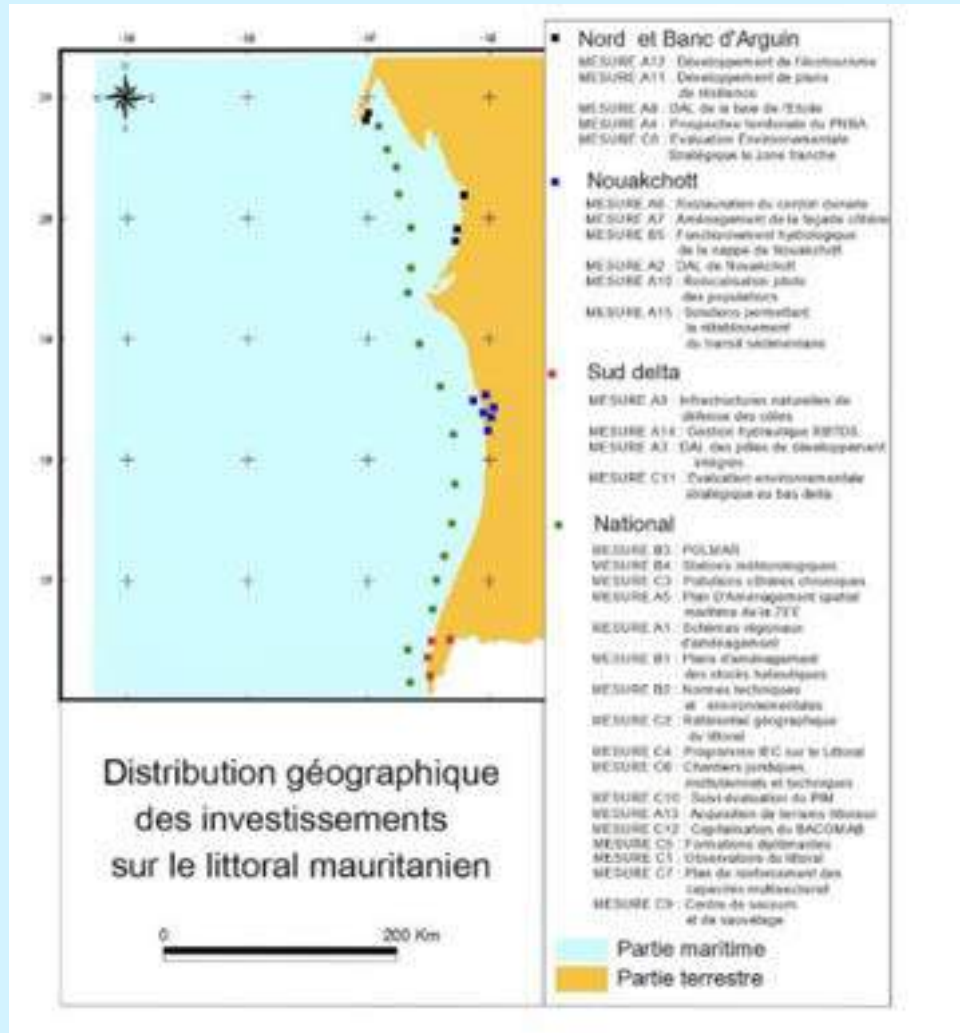 Nord et Banc d'Arguin
MESURE A12 : Développement de l'écotourisme
MESURE A11 : Développement de plans
de résilience
MESURE A8 : DAL de la baie de l'Etoile
MESURE A4 : Prospective territoriale du PNBA
MESURE : Evaluation Environnementale
Stratégique la zone franche
Nouakchott
MESURE A6 : Restauration du cordon dunaire
MESURE A7 : Aménagement de la façade côtière
MESURE B5 : Fonctionnement hydrologique
de la nappe de Nouakchott
MESURE A2 : DAL de Nouakchott
MESURE A10 : Relocalisation pilote
des populations
MESURE A15 : Solutions permettant
le rétablissement
du transit sédimentaire
Sud delta
MESURE A9 : Infrastructures naturelles de
défense des côtes
MESURE A14 : Gestion hydraulique
MESURE A3 : DAL des pôles de développement
intégrés
MESURE C11 : Evaluation environnementale
stratégique au bas delta
National
MESURE B3 : POLMAR
MESURE B4 : Stations météorologiques
MESURE C3 : Pollutions côtières chroniques
MESURE A5 : Plan D'Aménagement spatial
maritime de la ZEE
MESURE A1 : Schémas régionaux
d'aménagement
MESURE B1 : Plans d'aménagement
des stocks halieutiques
MESURE B2 : Normes techniques
et environnementales
MESURE C2 : Référentiel géographique
du littoral
MESURE C4 : Programme IEC sur le Littoral
MESURE : Chantiers juridiques,
institutionnels et techniques
MESURE C10 : Suivi-évaluation du
MESURE A13 : Acquisition de terrains littoraux
MESURE C12 : Capitalisation du BACOMAB
MESURE C5 : Formations diplômantes
MESURE C1 : Observatoire du littoral
MESURE C7 : Plan de renforcement des
capacités multisectoriel
MESURE C9 : Centre de secours
et de sauvetage
Partie maritime
Partie terrestre
Distribution géographique
des investissements
sur le littoral mauritanien
0 200 Km